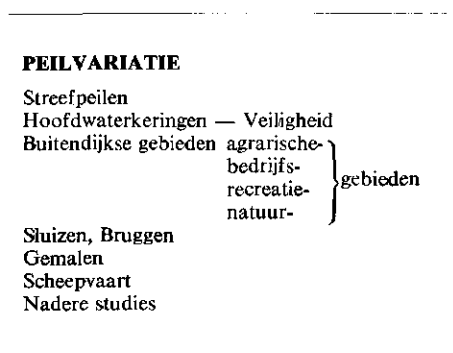 PEILVARIATIE
Streefpeilen
Hoofdwaterkeringen — Veiligheid
Buitendijkse gebieden agrarische-
bedrijfs-
recreatie- gebieden
natuur-
Sluizen, Bruggen
Gemalen
Scheepvaart
Nadere studies